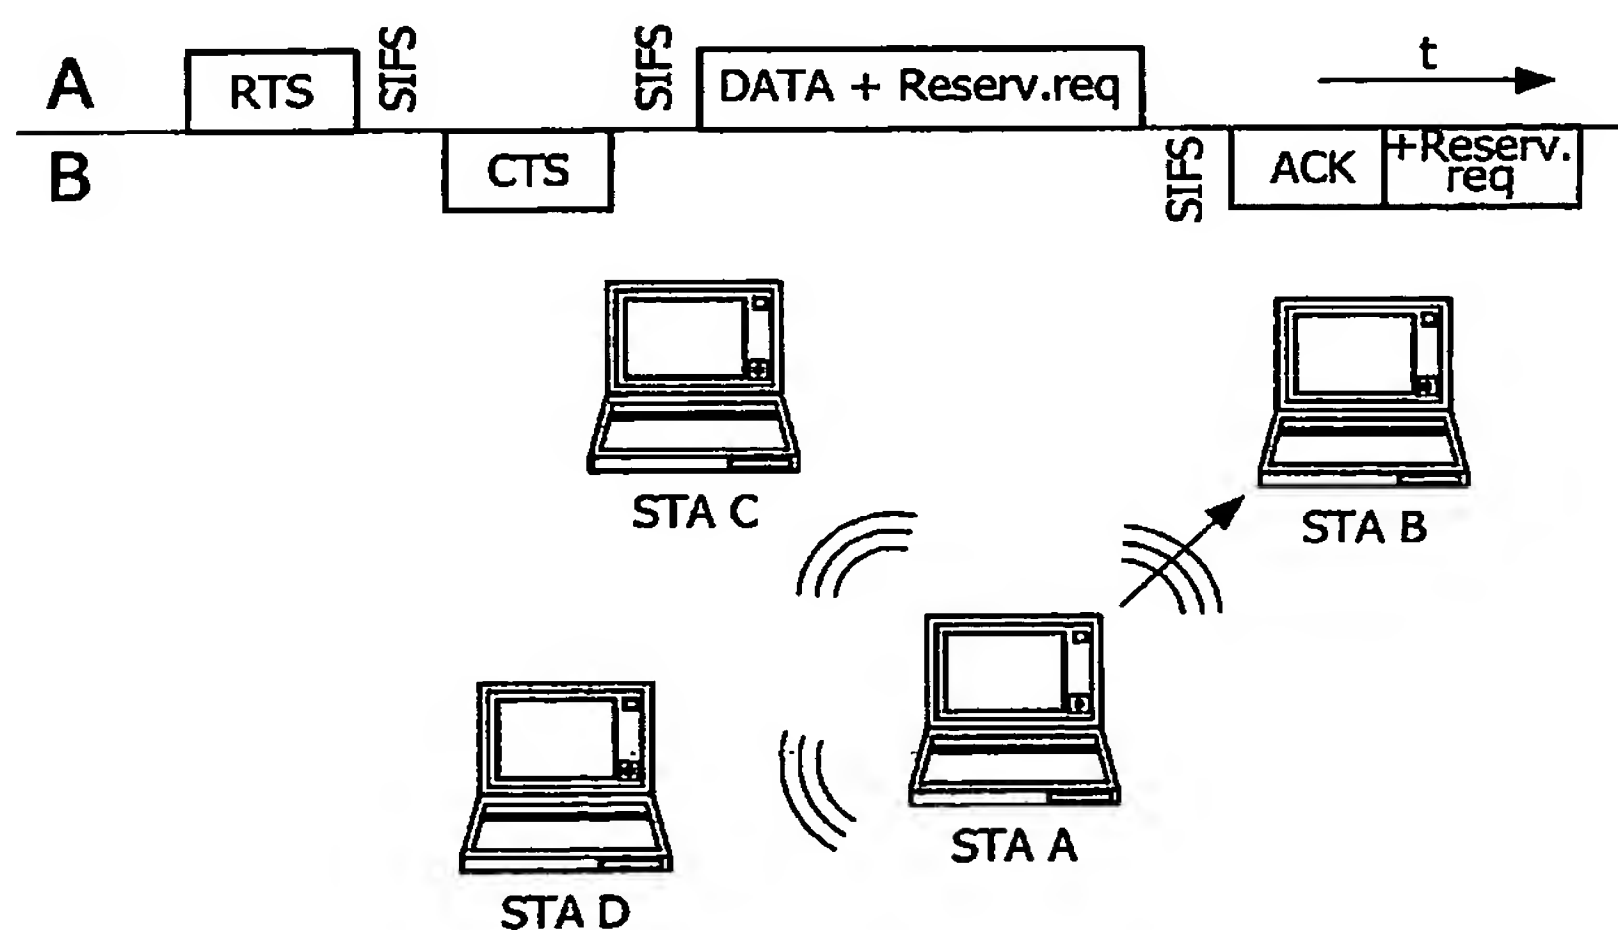 A RTS SIFS SIFS DATA + Reserv.req t
B CTS SIFS ACK +Reserv.
req
STA C
STA B
STA A
STA D